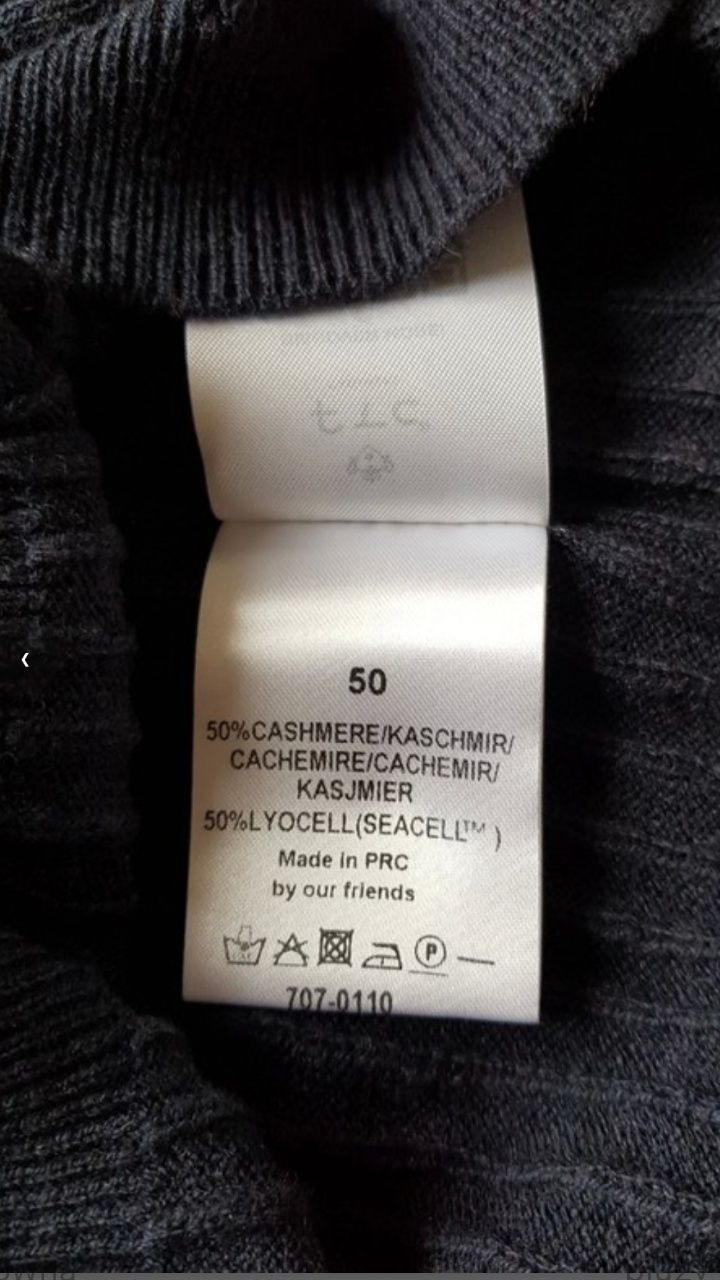 50
50%CASHMERE/KASCHMIR/
CACHEMIRE/CACHEMIR/
KASJMIER
50%LYOCELL(SEACELL™ )
Made in PRC
by our friends
P
707-0110